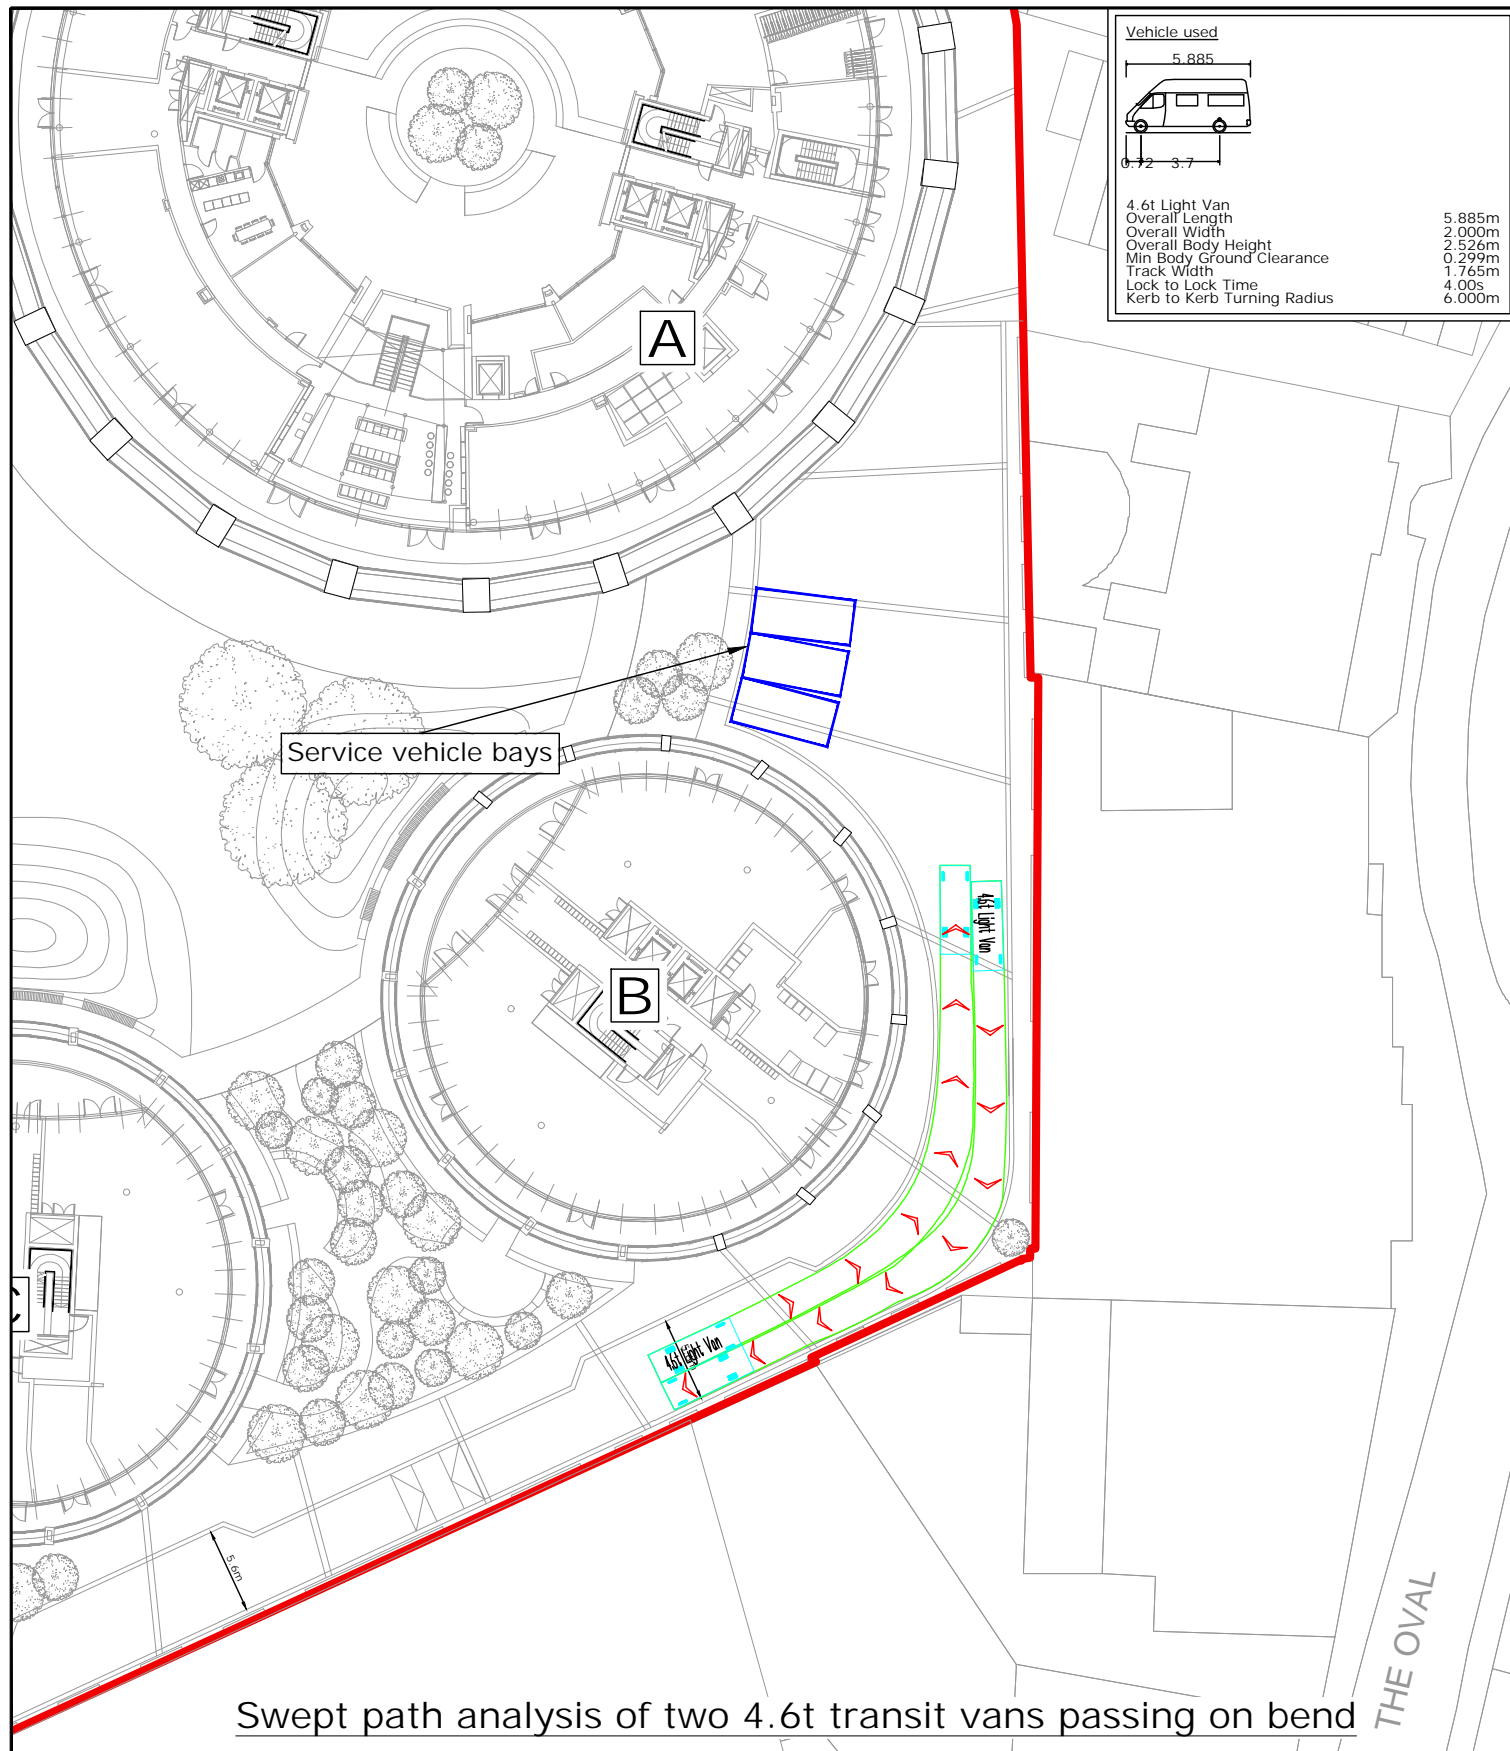 Vehicle used
5.885
0.72 3.7
4.6t Light Van
Overall Length 5.885m
Overall Width 2.000m
Overall Body Height 2.526m
Min Body Ground Clearance 0.299m
Track Width 1.765m
Lock to Lock Time 4.00s
Kerb to Kerb Turning Radius 6.000m
A
Service vehicle bays
4.6t Light Van
B
C
4.6t Light Van
5.6m
THE OVAL
Swept path analysis of two 4.6t transit vans passing on bend